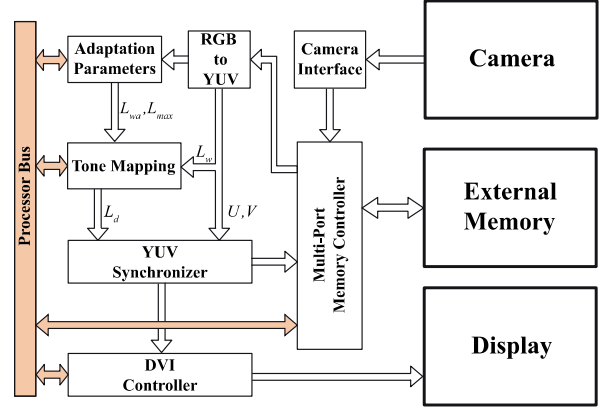 Processor Bus
Adaptation
Parameters
RGB
to
YUV
Camera
Interface
Camera
L_wa, L_max
L_w
Tone Mapping
L_d
U,V
YUV
Synchronizer
Multi-Port
Memory Controller
External
Memory
DVI
Controller
Display